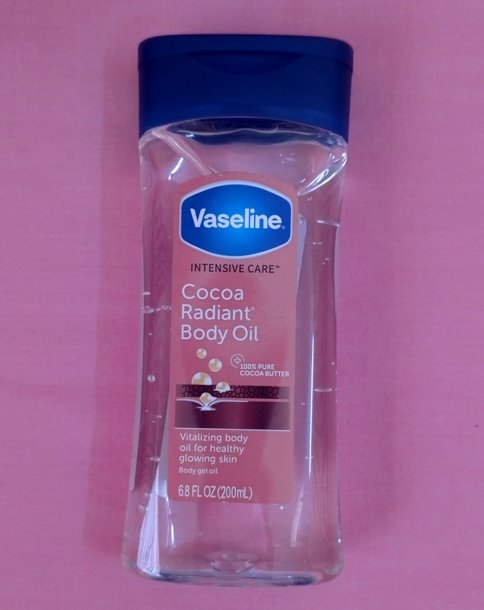 Vaseline®
INTENSIVE CARE™
Cocoa
Radiant®
Body Oil
100% PURE
COCOA BUTTER
Vitalizing body
oil for healthy
glowing skin
Body gel oil
6.8 FL OZ (200mL)